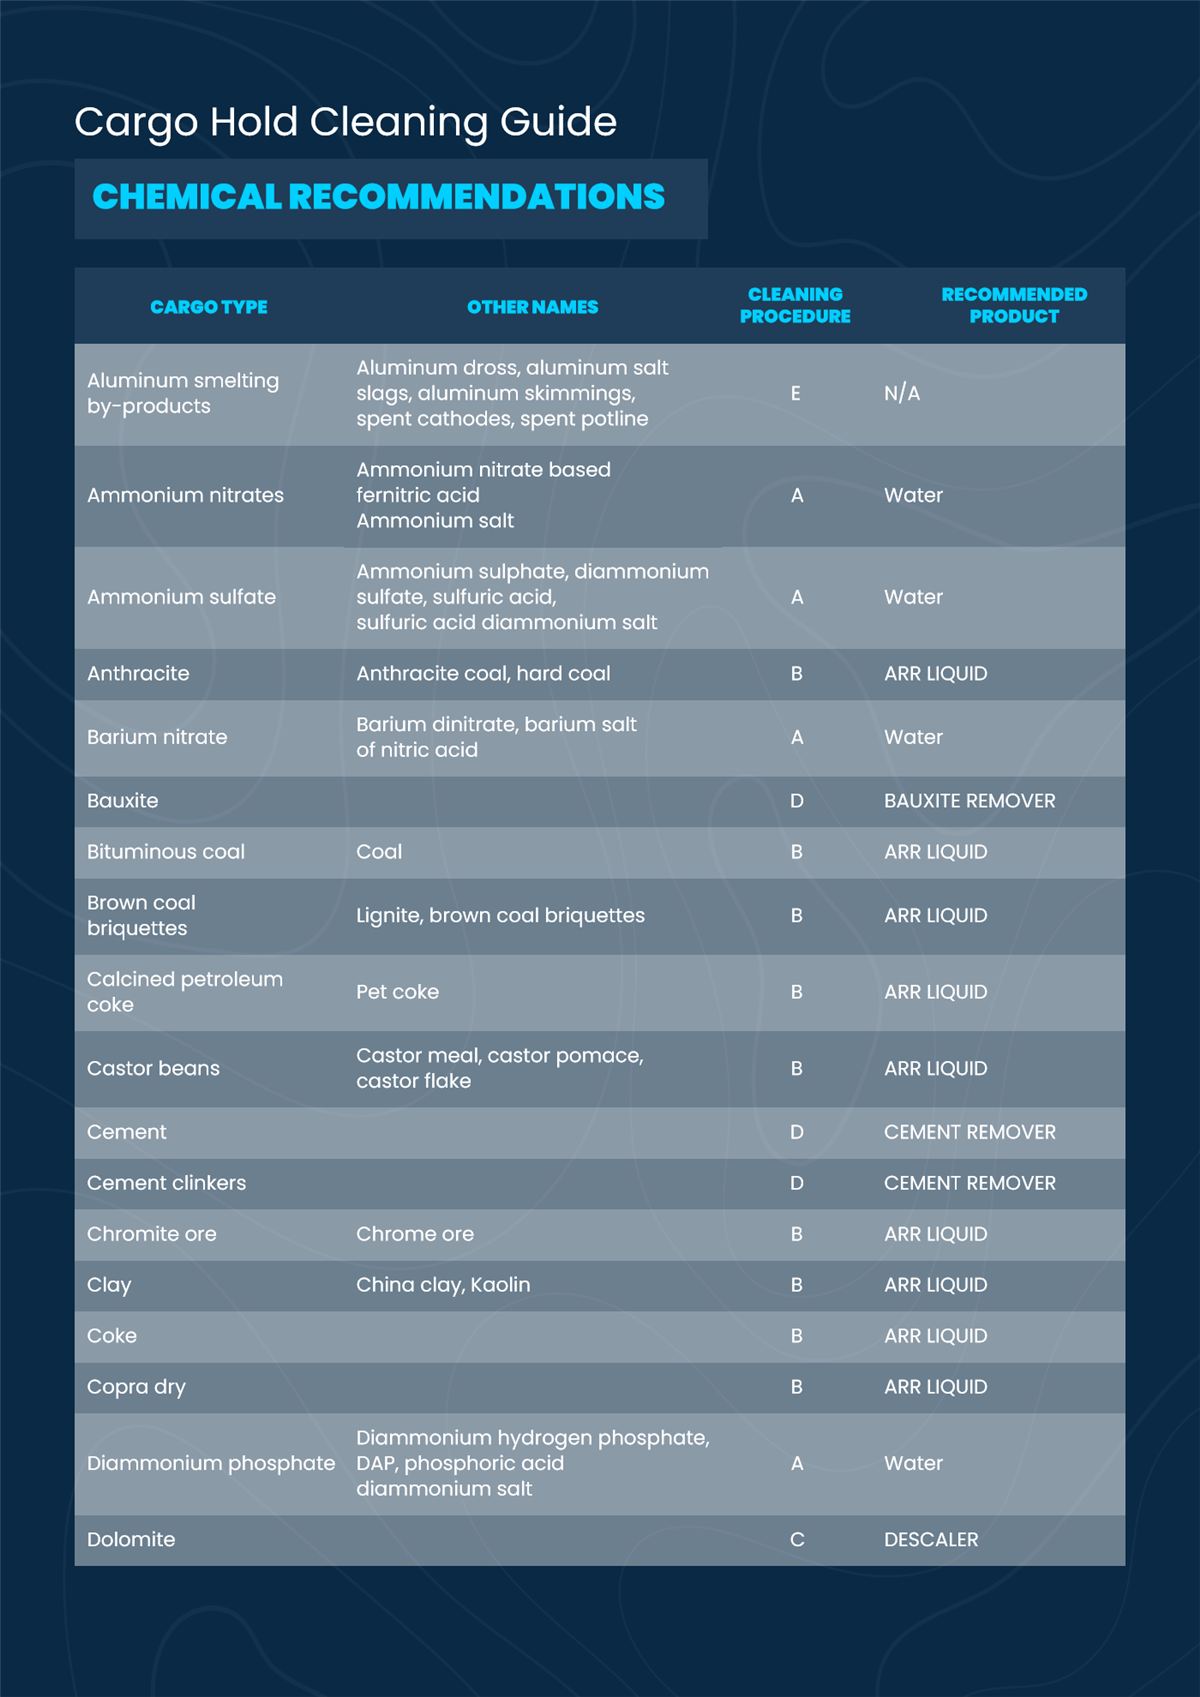 Cargo Hold Cleaning Guide
CHEMICAL RECOMMENDATIONS
CARGO TYPE OTHER NAMES CLEANING PROCEDURE RECOMMENDED PRODUCT
Aluminum smelting
by-products
Aluminum dross, aluminum salt
slags, aluminum skimmings,
spent cathodes, spent potline
E N/A
Ammonium nitrates
Ammonium nitrate based
fernitric acid
Ammonium salt
A Water
Ammonium sulfate
Ammonium sulphate, diammonium
sulfate, sulfuric acid,
sulfuric acid diammonium salt
A Water
Anthracite Anthracite coal, hard coal B ARR LIQUID
Barium nitrate
Barium dinitrate, barium salt
of nitric acid
A Water
Bauxite D BAUXITE REMOVER
Bituminous coal Coal B ARR LIQUID
Brown coal
briquettes
Lignite, brown coal briquettes B ARR LIQUID
Calcined petroleum
coke
Pet coke B ARR LIQUID
Castor beans
Castor meal, castor pomace,
castor flake
B ARR LIQUID
Cement D CEMENT REMOVER
Cement clinkers D CEMENT REMOVER
Chromite ore Chrome ore B ARR LIQUID
Clay China clay, Kaolin B ARR LIQUID
Coke B ARR LIQUID
Copra dry B ARR LIQUID
Diammonium phosphate
Diammonium hydrogen phosphate,
DAP, phosphoric acid
diammonium salt
A Water
Dolomite C DESCALER